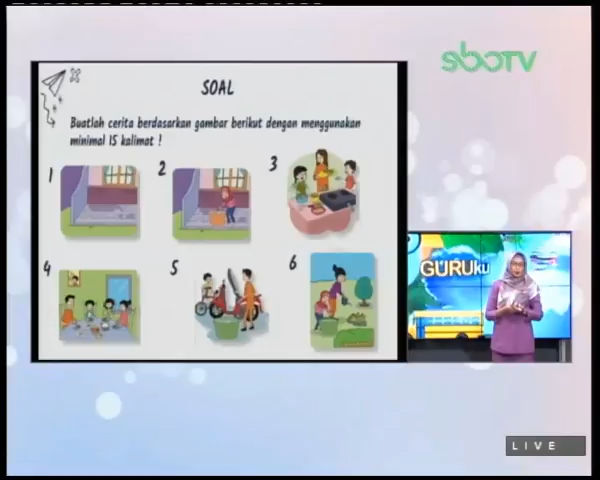 sboTV
SOAL
Buatlah cerita berdasarkan gambar berikut dengan menggunakan
minimal 15 kalimat !
1
2
3
4
5
6
GURUku
LIVE